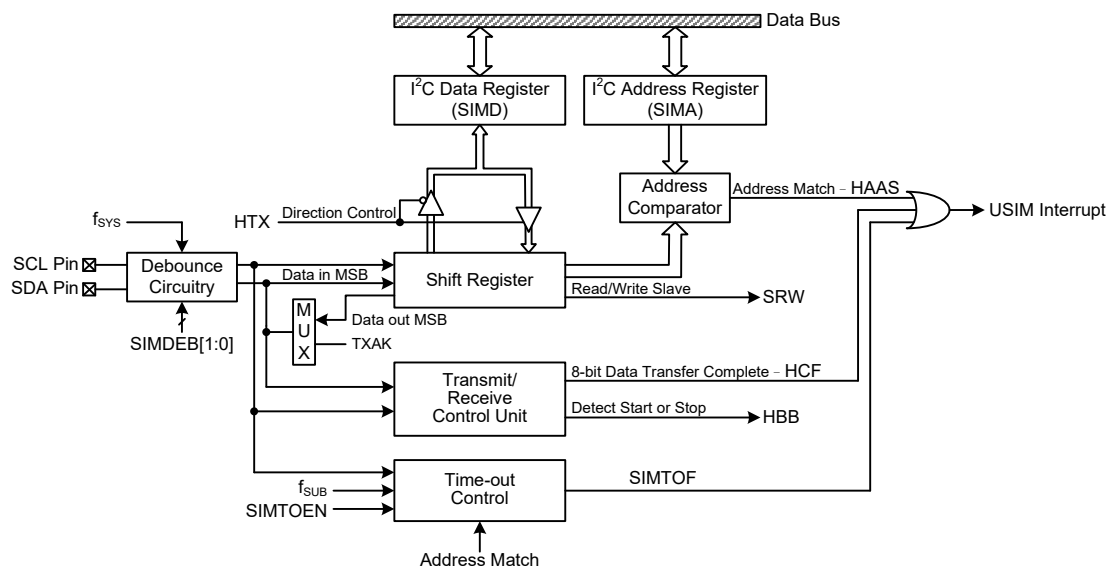 Data Bus
I²C Data Register
(SIMD)
I²C Address Register
(SIMA)
Address
Comparator
Address Match - HAAS
USIM Interrupt
HTX
Direction Control
fSYS
SCL Pin
SDA Pin
Debounce
Circuitry
SIMDEB[1:0]
Data in MSB
Shift Register
Read/Write Slave
SRW
M
U
X
Data out MSB
TXAK
Transmit/
Receive
Control Unit
8-bit Data Transfer Complete - HCF
Detect Start or Stop
HBB
fSUB
SIMTOEN
Time-out
Control
SIMTOF
Address Match